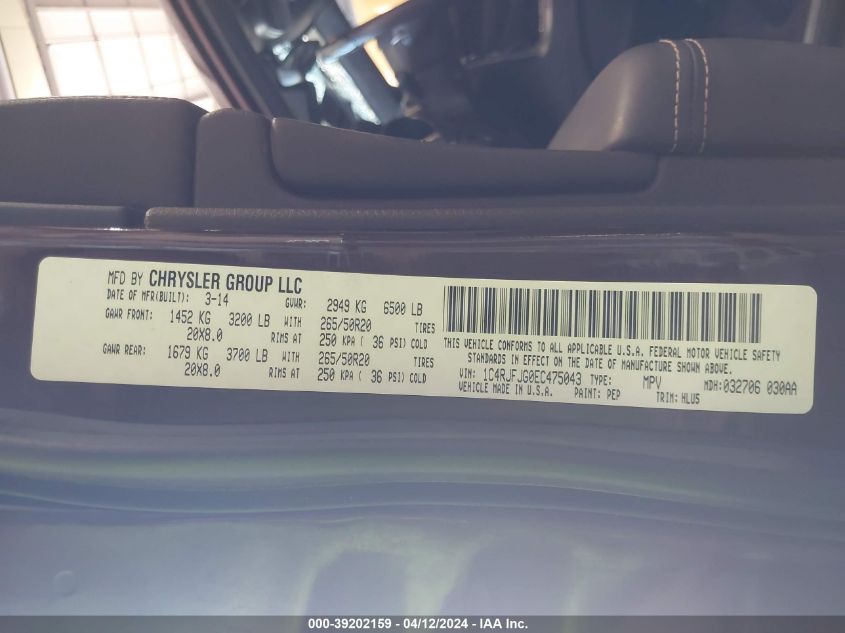 MFD BY CHRYSLER GROUP LLC
DATE OF MFR(BUILT): 3-14 GVWR: 2949 KG 6500 LB
GAWR FRONT: 1452 KG 3200 LB WITH 265/50R20 TIRES
20X8.0 RIMS AT 250 KPA ( 36 PSI) COLD
GAWR REAR: 1679 KG 3700 LB WITH 265/50R20 TIRES
20X8.0 RIMS AT 250 KPA ( 36 PSI) COLD
THIS VEHICLE CONFORMS TO ALL APPLICABLE U.S.A. FEDERAL MOTOR VEHICLE SAFETY
STANDARDS IN EFFECT ON THE DATE OF MANUFACTURE SHOWN ABOVE.
VIN: 1C4RJFJG0EC475043 TYPE: MPV MDH:032706 030AA
VEHICLE MADE IN U.S.A. PAINT: PEP TRIM: HLU5
000-39202159 - 04/12/2024 - IAA Inc.